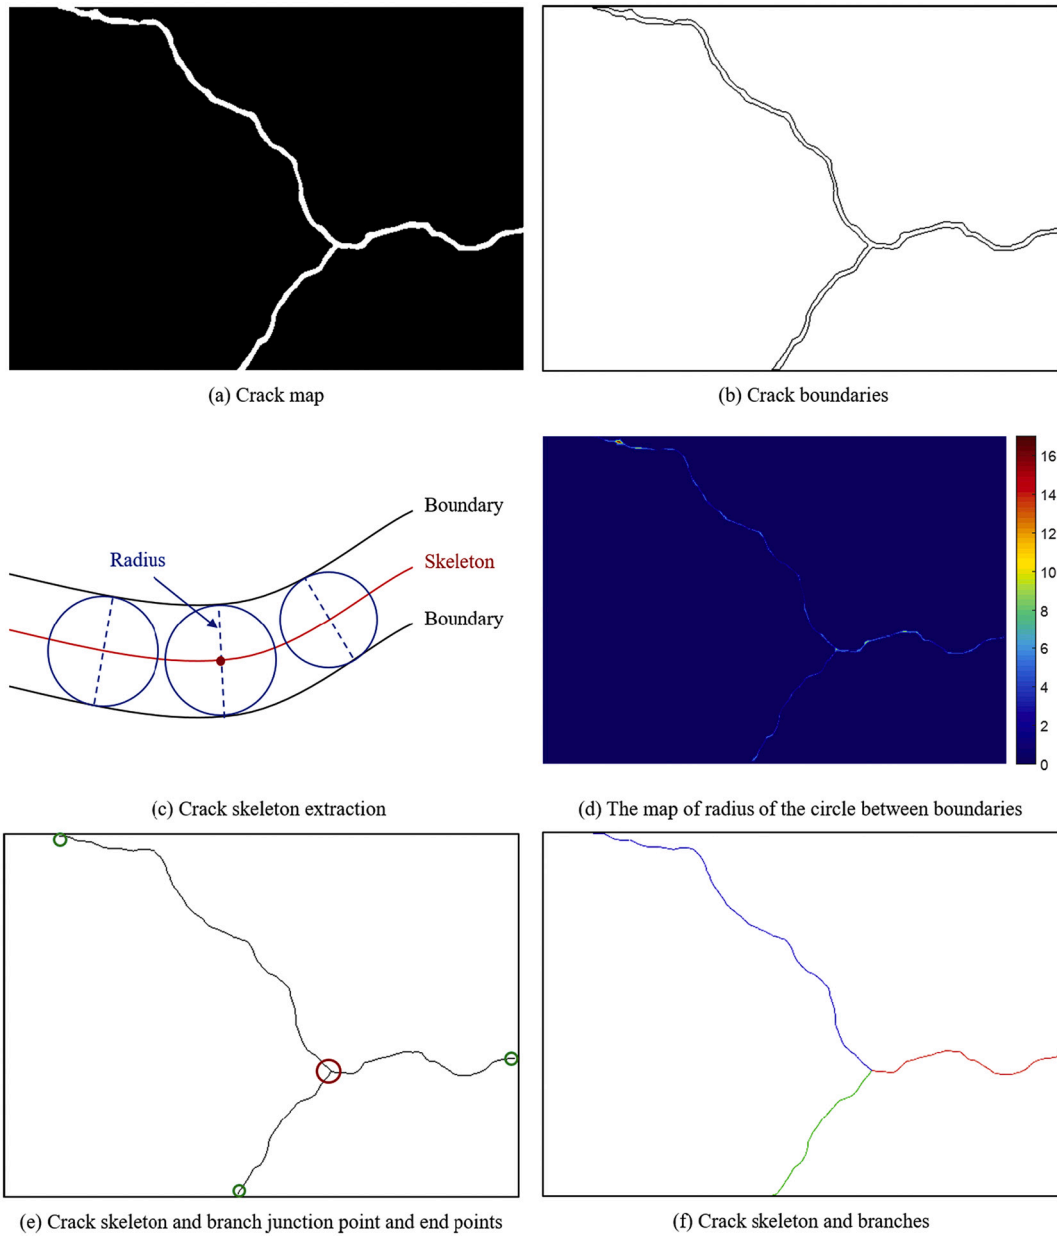 (a) Crack map
(b) Crack boundaries
Boundary
Radius
Skeleton
Boundary
(c) Crack skeleton extraction
16
14
12
10
8
6
4
2
0
(d) The map of radius of the circle between boundaries
(e) Crack skeleton and branch junction point and end points
(f) Crack skeleton and branches